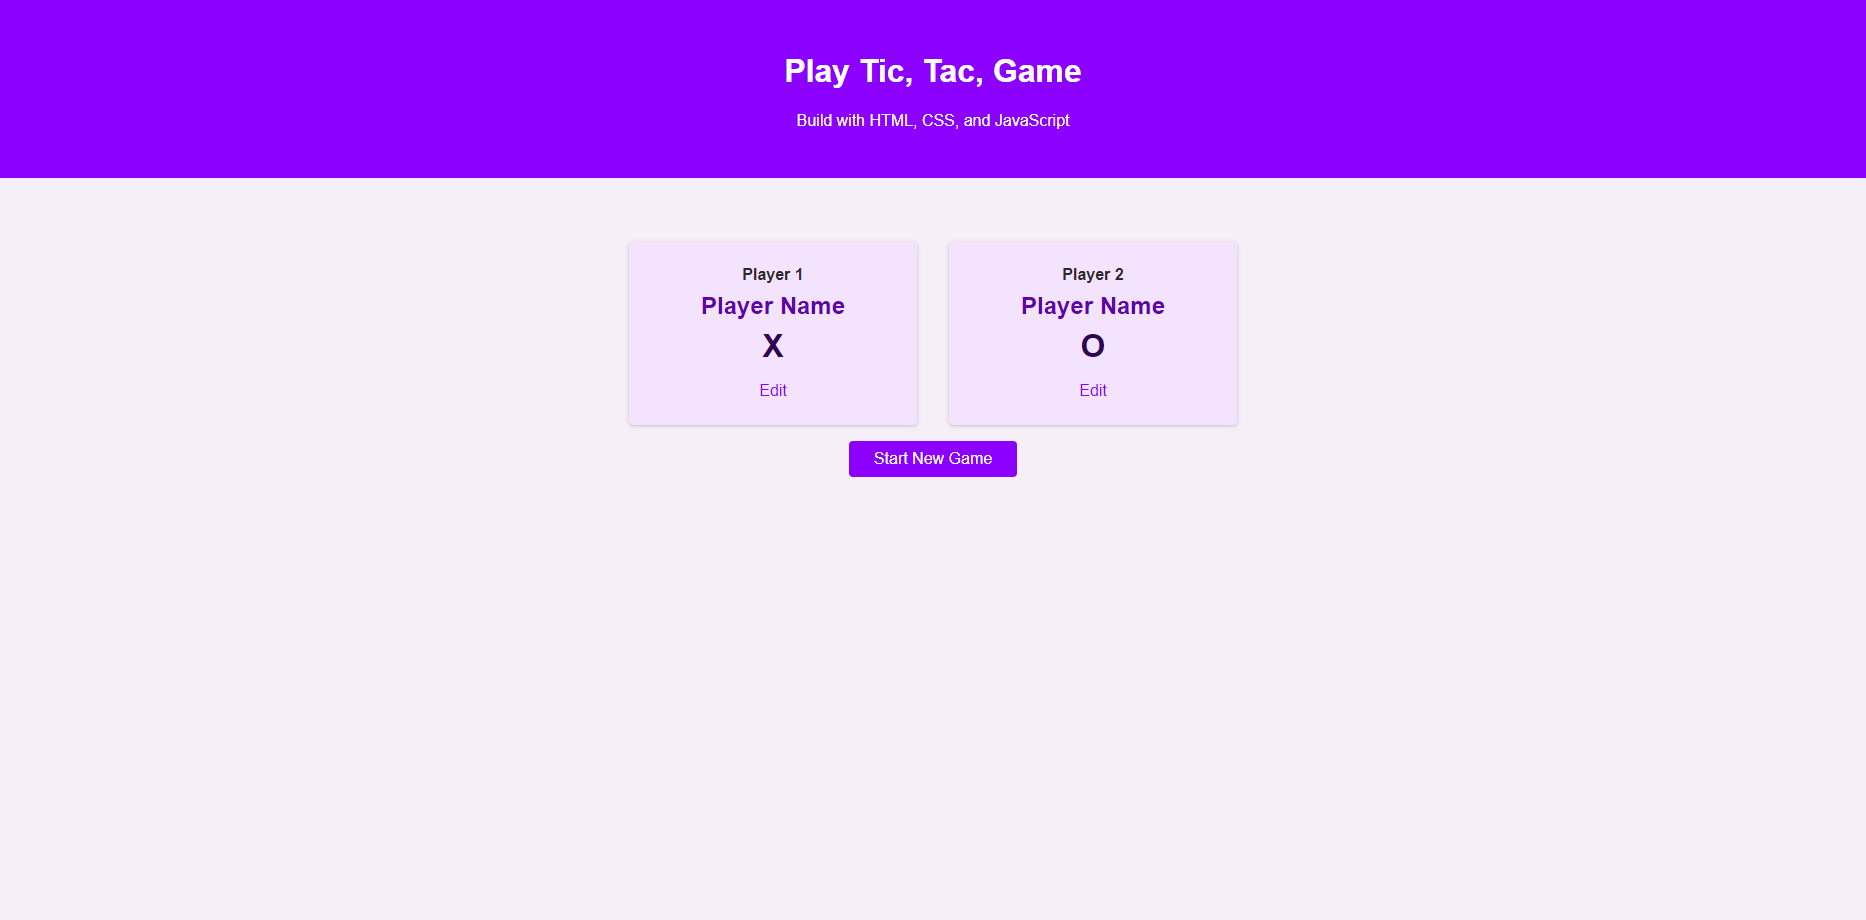 Play Tic, Tac, Game
Build with HTML, CSS, and JavaScript
Player 1
Player Name
X
Edit
Player 2
Player Name
O
Edit
Start New Game